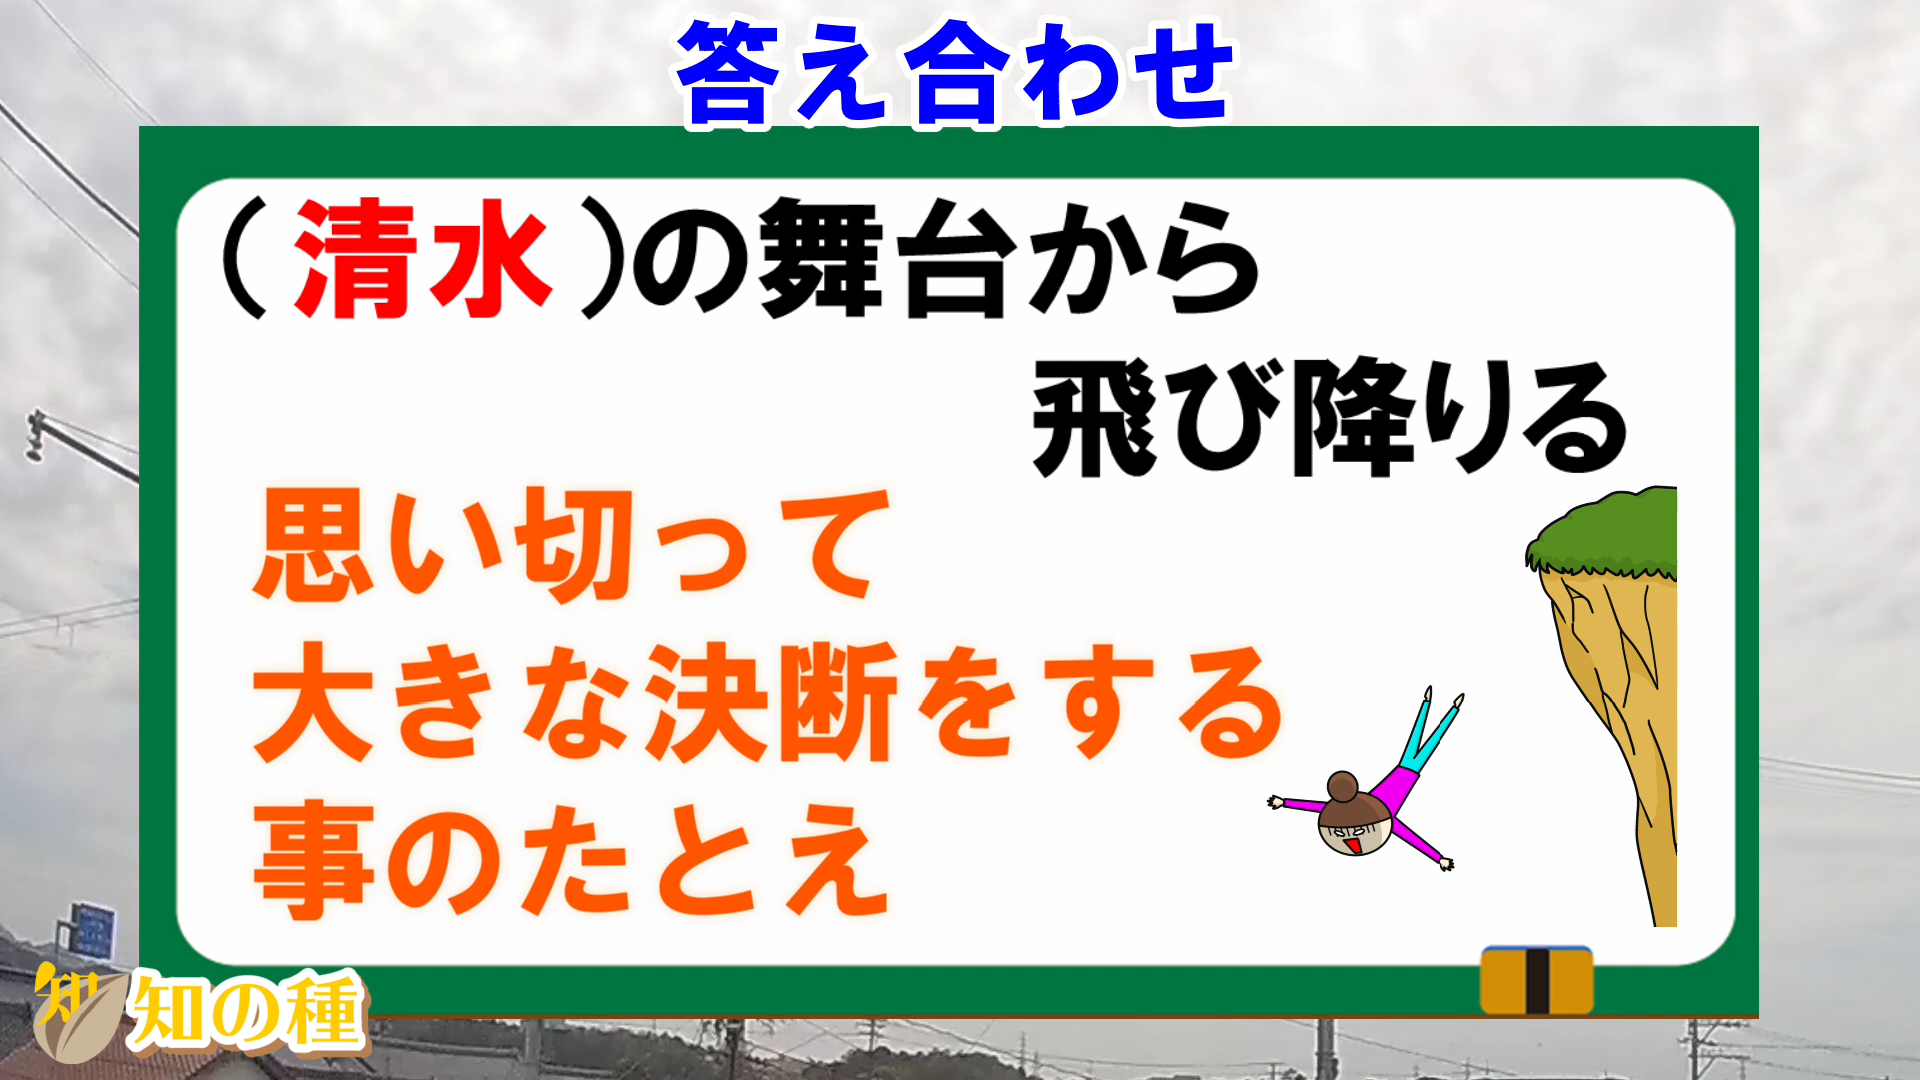 答え合わせ
（清水）の舞台から
飛び降りる
思い切って
大きな決断をする
事のたとえ
知 知の種